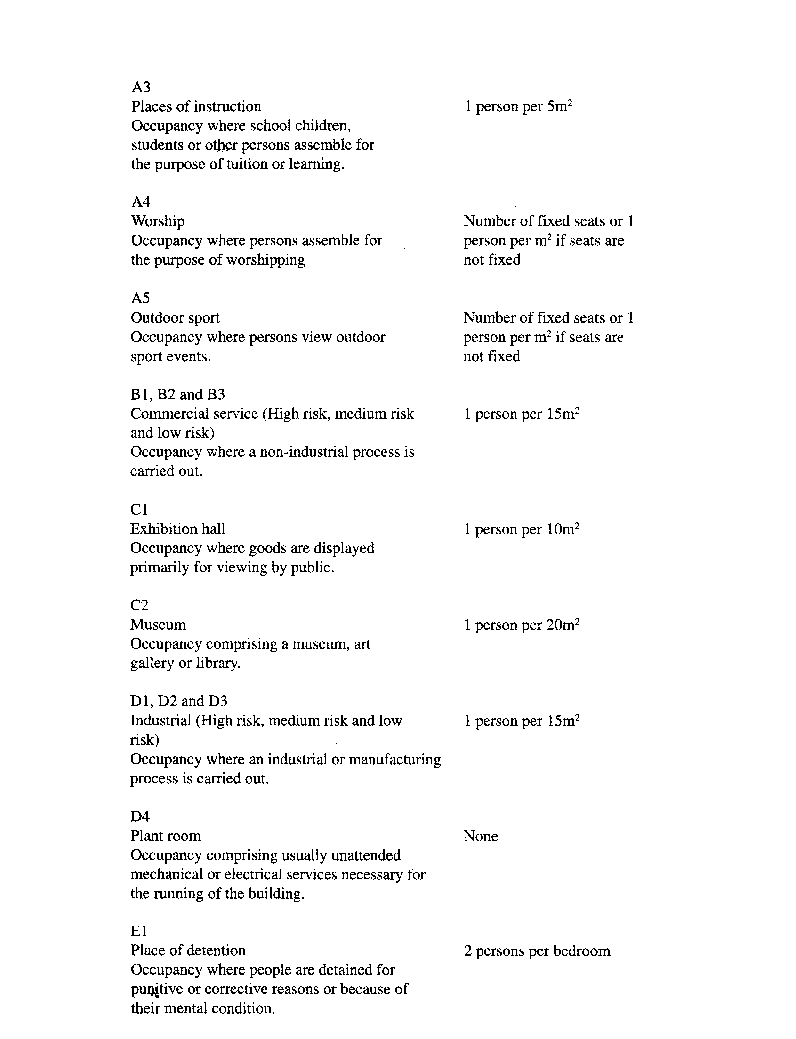 A3
Places of instruction 1 person per 5m²
Occupancy where school children,
students or other persons assemble for
the purpose of tuition or learning.
A4
Worship Number of fixed seats or 1
Occupancy where persons assemble for person per m² if seats are
the purpose of worshipping not fixed
A5
Outdoor sport Number of fixed seats or 1
Occupancy where persons view outdoor person per m² if seats are
sport events. not fixed
B1, B2 and B3
Commercial service (High risk, medium risk 1 person per 15m²
and low risk)
Occupancy where a non-industrial process is
carried out.
C1
Exhibition hall 1 person per 10m²
Occupancy where goods are displayed
primarily for viewing by public.
C2
Museum 1 person per 20m²
Occupancy comprising a museum, art
gallery or library.
D1, D2 and D3
Industrial (High risk, medium risk and low 1 person per 15m²
risk)
Occupancy where an industrial or manufacturing
process is carried out.
D4
Plant room None
Occupancy comprising usually unattended
mechanical or electrical services necessary for
the running of the building.
E1
Place of detention 2 persons per bedroom
Occupancy where people are detained for
punitive or corrective reasons or because of
their mental condition.